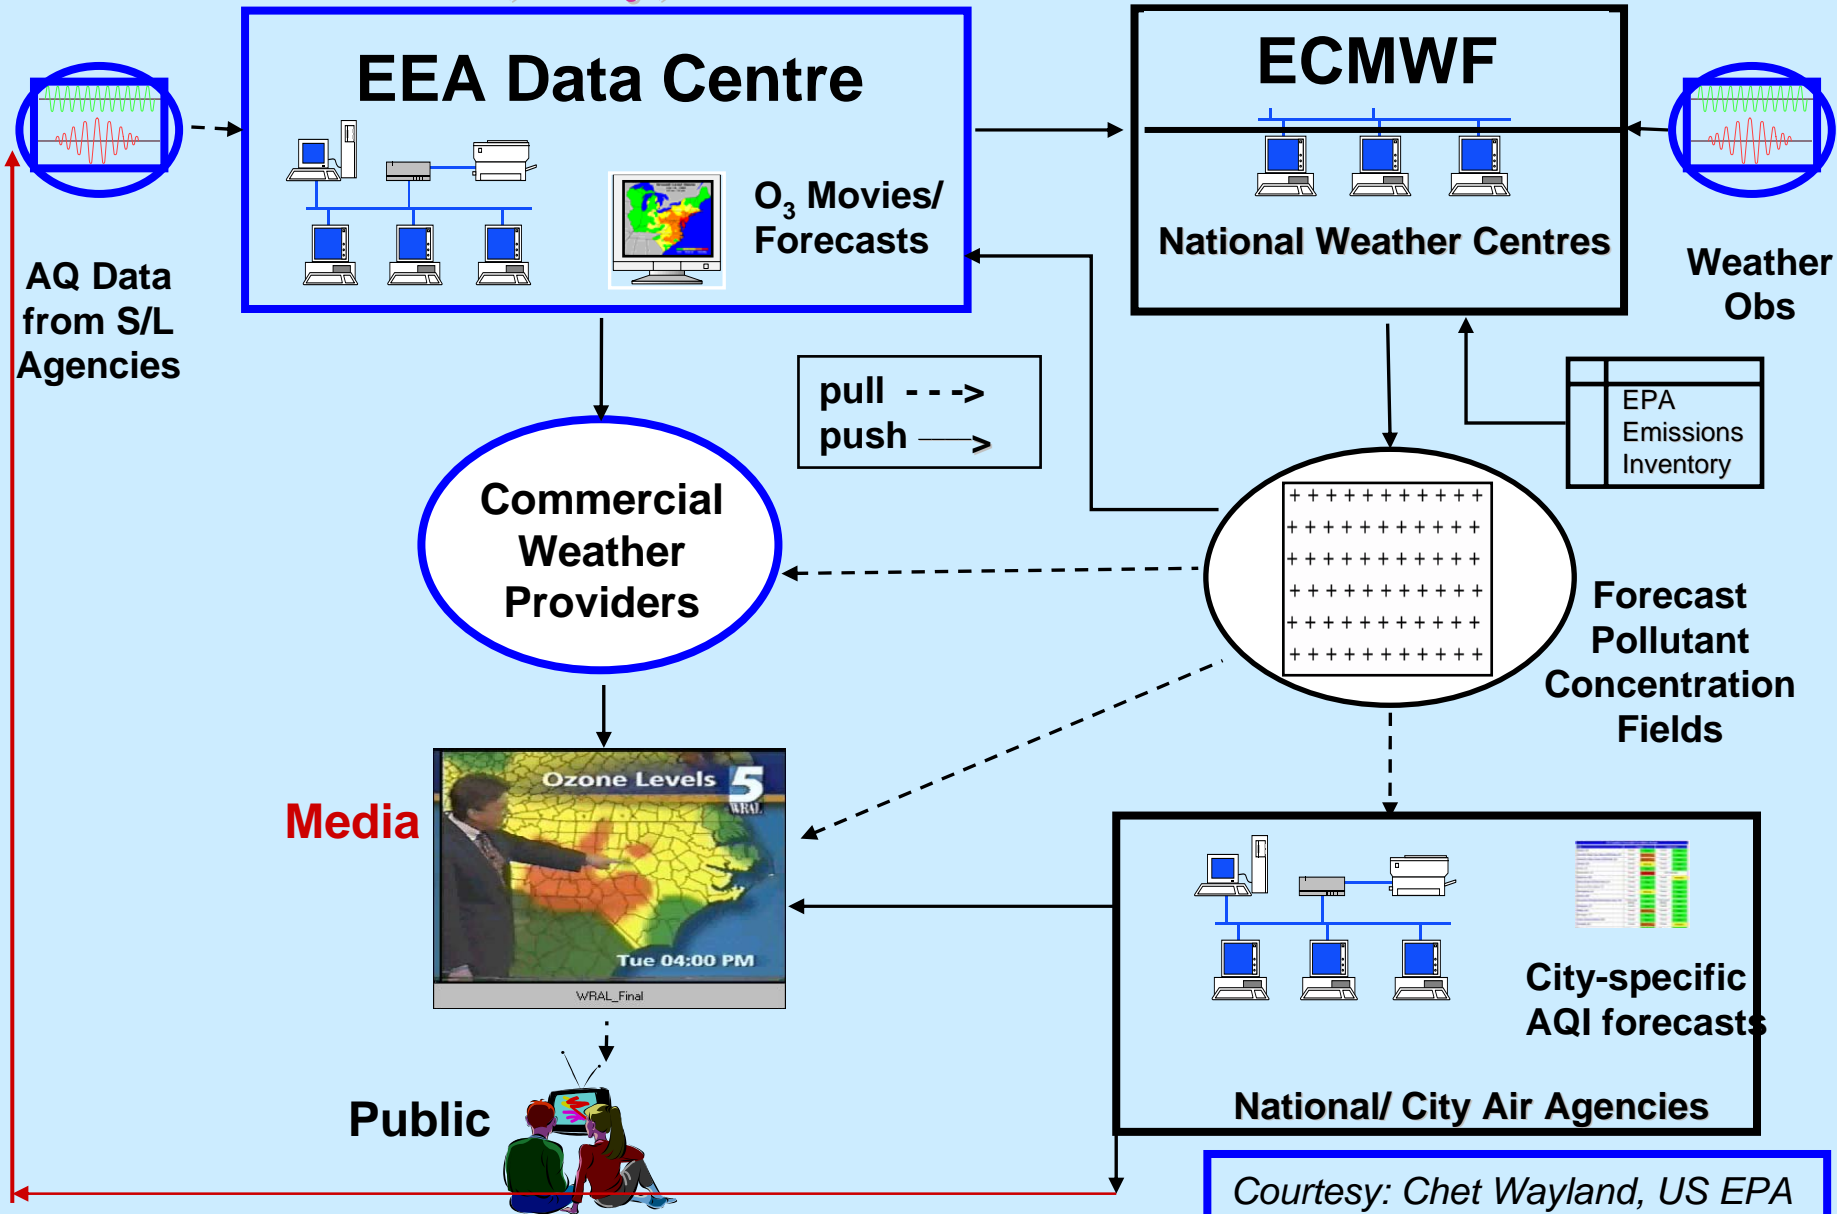 EEA Data Centre
O3 Movies/
Forecasts
ECMWF
National Weather Centres
AQ Data
from S/L
Agencies
Weather
Obs
pull - - ->
push ——>
EPA
Emissions
Inventory
Commercial
Weather
Providers
Forecast
Pollutant
Concentration
Fields
Media
Ozone Levels 5
WRAL
Tue 04:00 PM
WRAL_Final
City-specific
AQI forecasts
National/ City Air Agencies
Public
Courtesy: Chet Wayland, US EPA